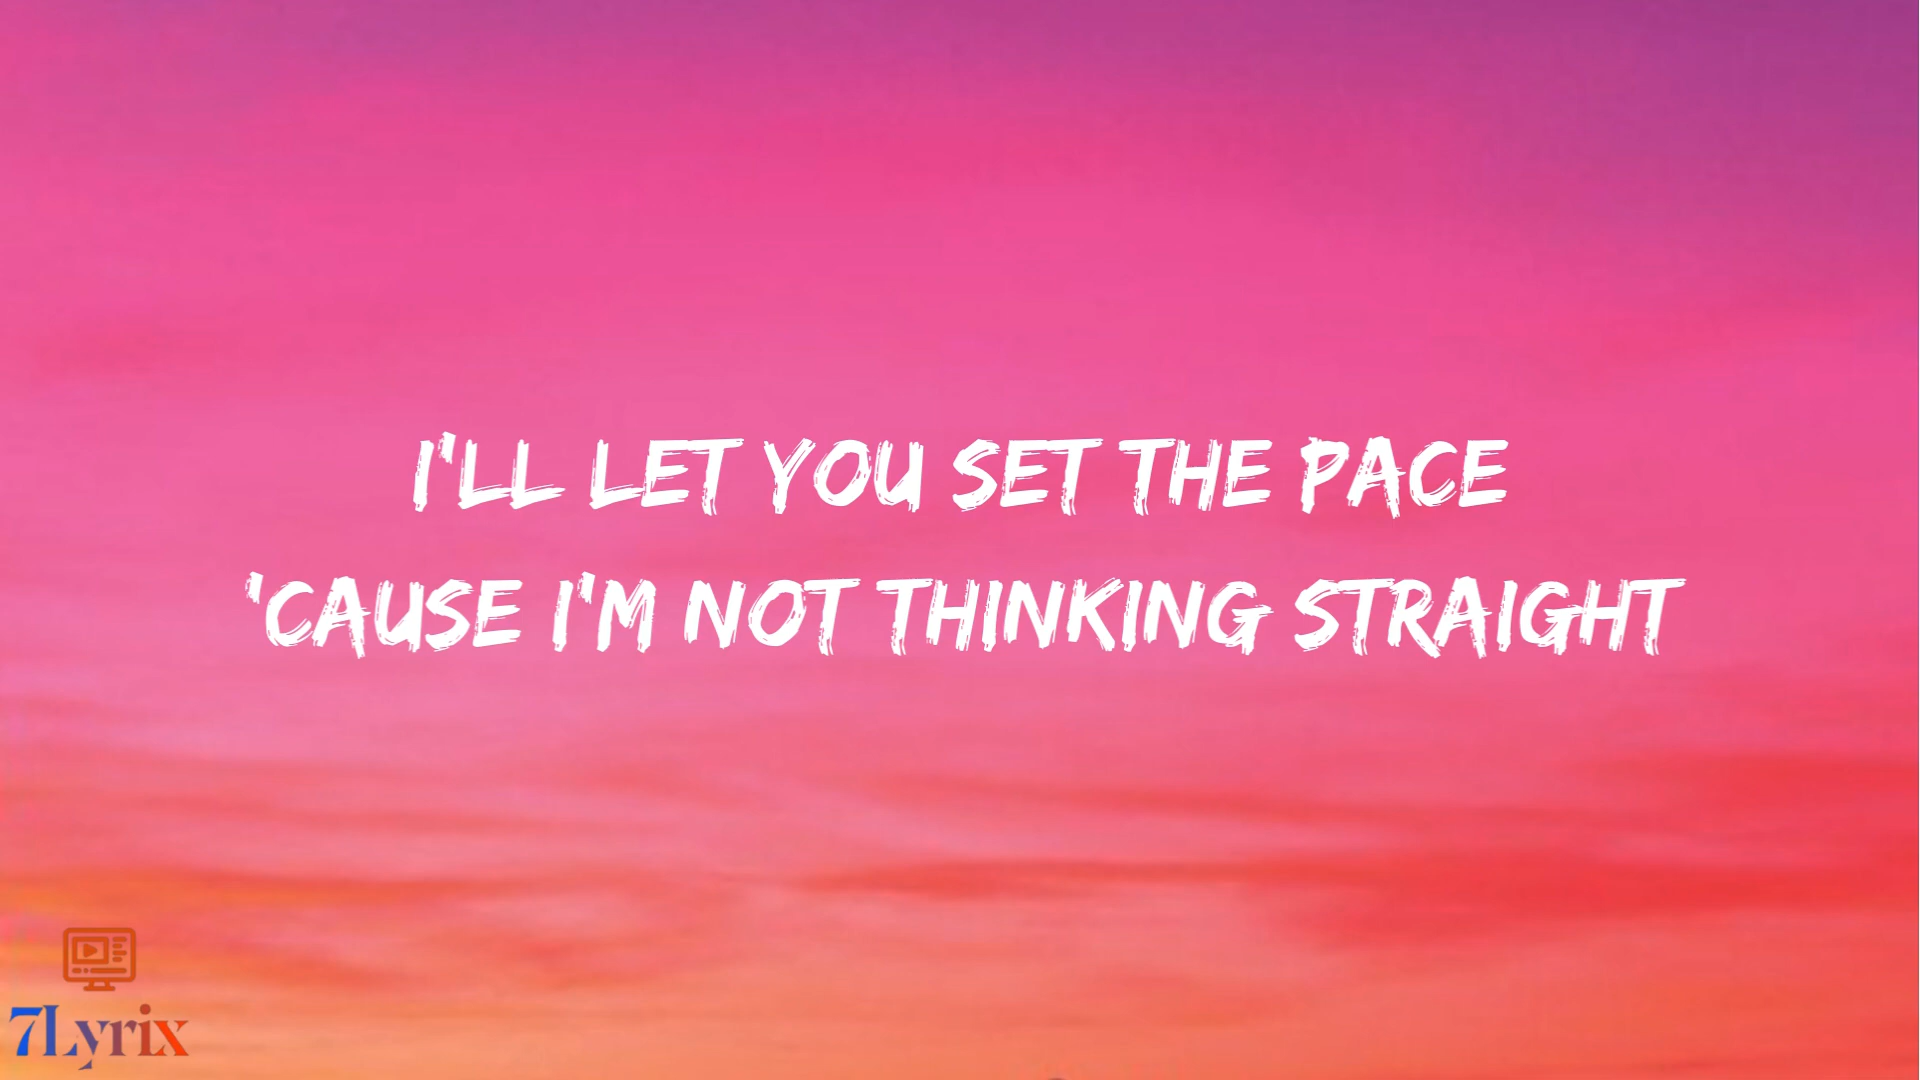 I'LL LET YOU SET THE PACE
'CAUSE I'M NOT THINKING STRAIGHT
7Lyrix